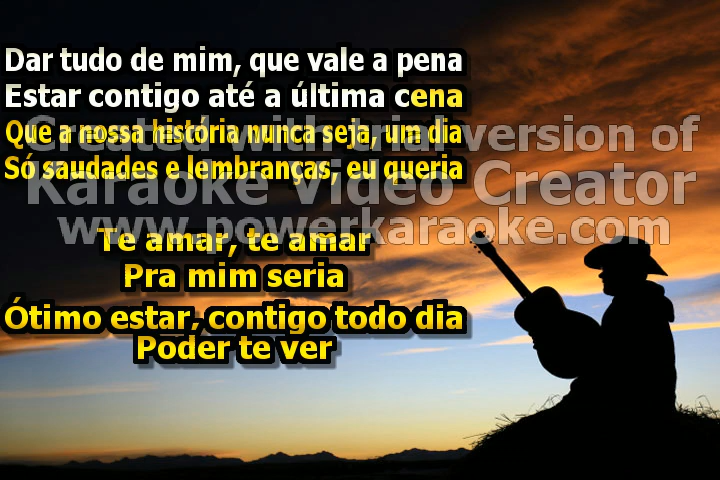 Dar tudo de mim, que vale a pena
Estar contigo até a última cena
Que a nossa história nunca seja, um dia
Só saudades e lembranças, eu queria
Created with trial version of
Karaoke Video Creator
www.powerkaraoke.com
Te amar, te amar
Pra mim seria
Ótimo estar, contigo todo dia
Poder te ver